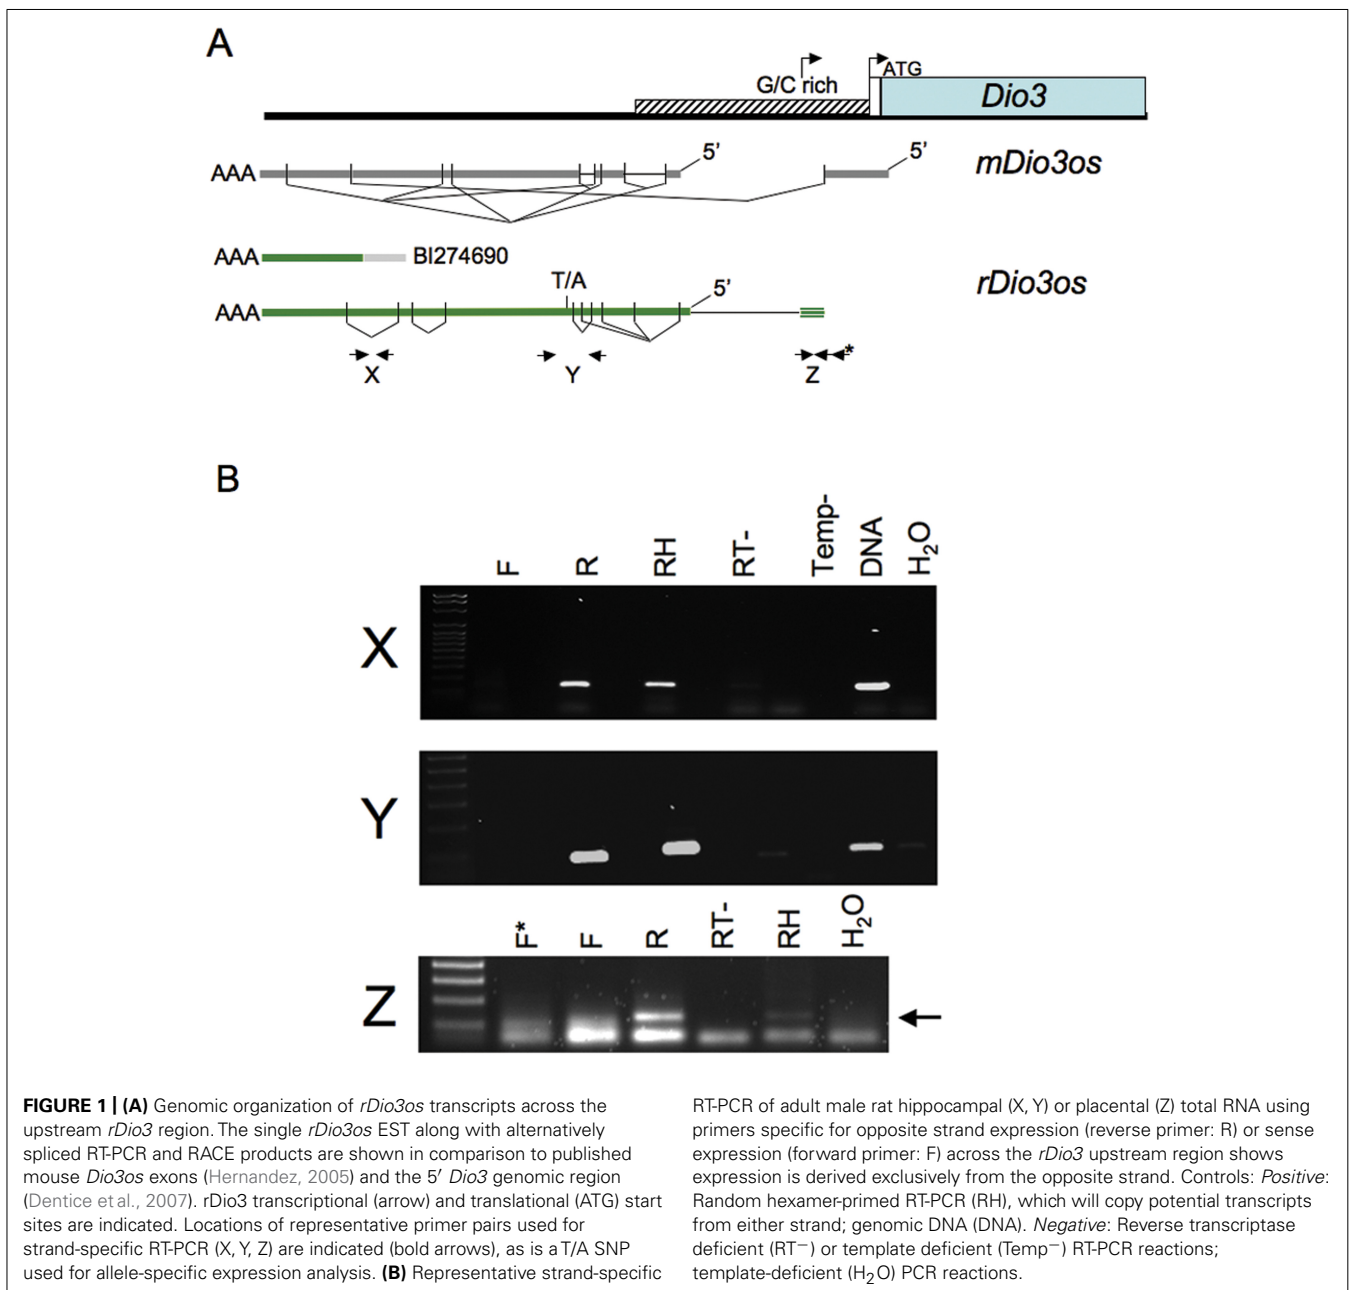 A
G/C rich
ATG
Dio3
AAA
5'
5'
mDio3os
AAA
BI274690
rDio3os
T/A
AAA
5'
*
X
Y
Z
B
F
R
RH
RT-
Temp-
DNA
H2O
X
Y
F*
F
R
RT-
RH
H2O
Z
FIGURE 1 | (A) Genomic organization of rDio3os transcripts across the
upstream rDio3 region. The single rDio3os EST along with alternatively
spliced RT-PCR and RACE products are shown in comparison to published
mouse Dio3os exons (Hernandez, 2005) and the 5′ Dio3 genomic region
(Dentice et al., 2007). rDio3 transcriptional (arrow) and translational (ATG) start
sites are indicated. Locations of representative primer pairs used for
strand-specific RT-PCR (X, Y, Z) are indicated (bold arrows), as is a T/A SNP
used for allele-specific expression analysis. (B) Representative strand-specific
RT-PCR of adult male rat hippocampal (X, Y) or placental (Z) total RNA using
primers specific for opposite strand expression (reverse primer: R) or sense
expression (forward primer: F) across the rDio3 upstream region shows
expression is derived exclusively from the opposite strand. Controls: Positive:
Random hexamer-primed RT-PCR (RH), which will copy potential transcripts
from either strand; genomic DNA (DNA). Negative: Reverse transcriptase
deficient (RT−) or template deficient (Temp−) RT-PCR reactions;
template-deficient (H2O) PCR reactions.